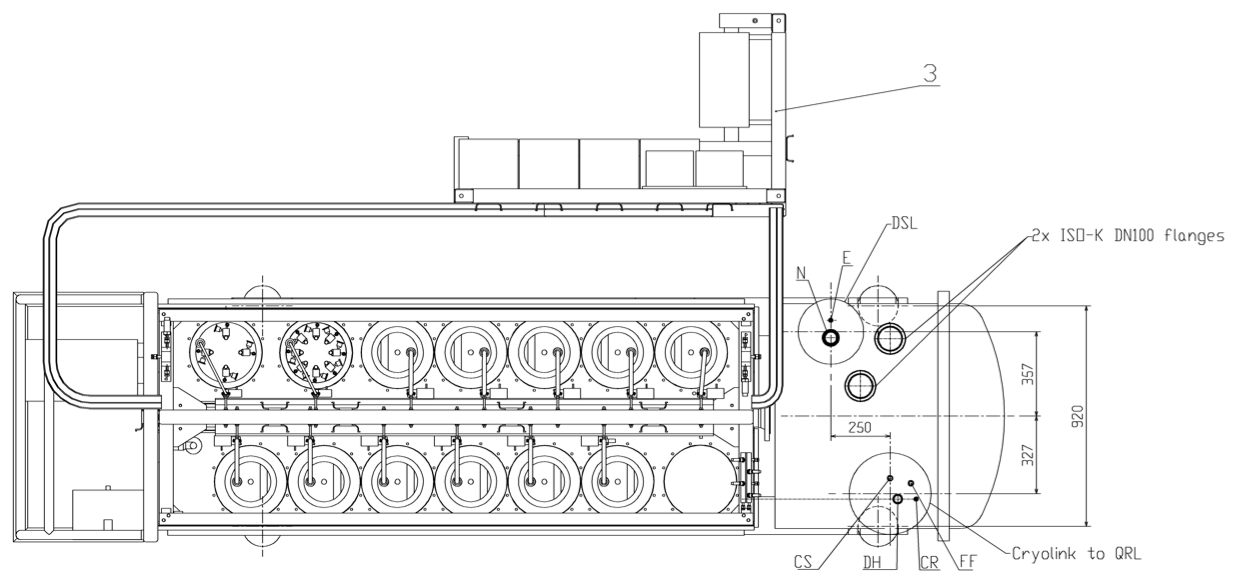 3
DSL
2x ISO-K DN100 flanges
E
N
357
920
250
327
Cryolink to QRL
CS
DH
CR
FF